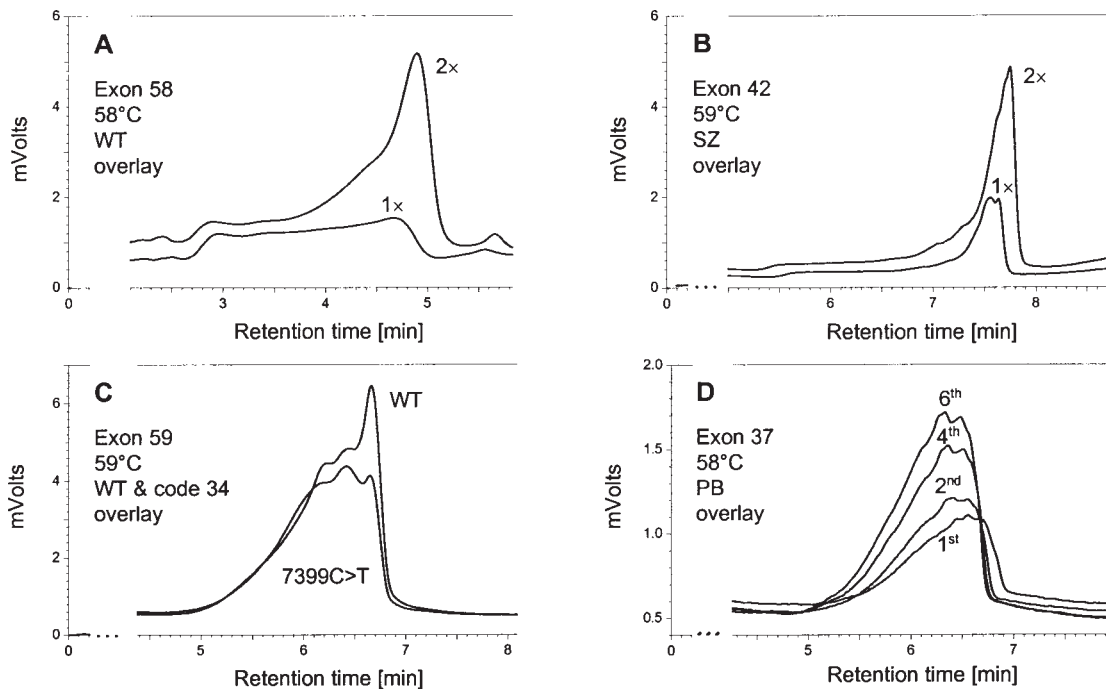 A
Exon 58
58°C
WT
overlay
2×
1×
mVolts
6
4
2
0
0 3 4 5
Retention time [min]
B
Exon 42
59°C
SZ
overlay
2×
1×
mVolts
6
4
2
0
0 6 7 8
Retention time [min]
C
Exon 59
59°C
WT & code 34
overlay
WT
7399C>T
mVolts
6
4
2
0
0 5 6 7 8
Retention time [min]
D
Exon 37
58°C
PB
overlay
6th
4th
2nd
1st
mVolts
2.0
1.5
1.0
0.5
0 5 6 7
Retention time [min]